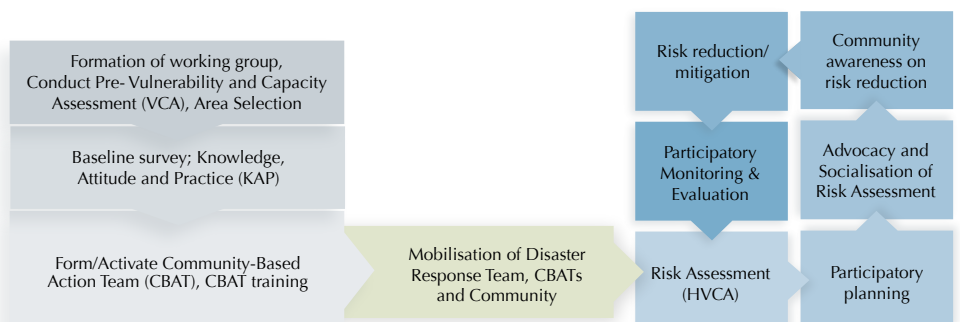 Formation of working group,
Conduct Pre- Vulnerability and Capacity
Assessment (VCA), Area Selection
Baseline survey; Knowledge,
Attitude and Practice (KAP)
Form/Activate Community-Based
Action Team (CBAT), CBAT training
Mobilisation of Disaster
Response Team, CBATs
and Community
Risk Assessment
(HVCA)
Participatory
planning
Advocacy and
Socialisation of
Risk Assessment
Community
awareness on
risk reduction
Risk reduction/
mitigation
Participatory
Monitoring &
Evaluation